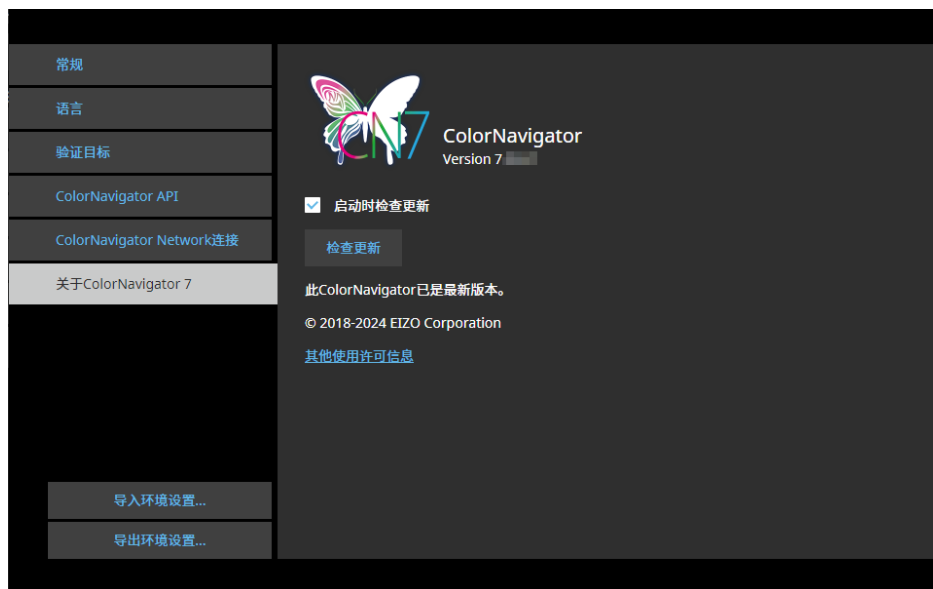 常规
语言
验证目标
ColorNavigator API
ColorNavigator Network连接
关于ColorNavigator 7
导入环境设置...
导出环境设置...
CN7
ColorNavigator
Version 7
启动时检查更新
检查更新
此ColorNavigator已是最新版本。
© 2018-2024 EIZO Corporation
其他使用许可信息